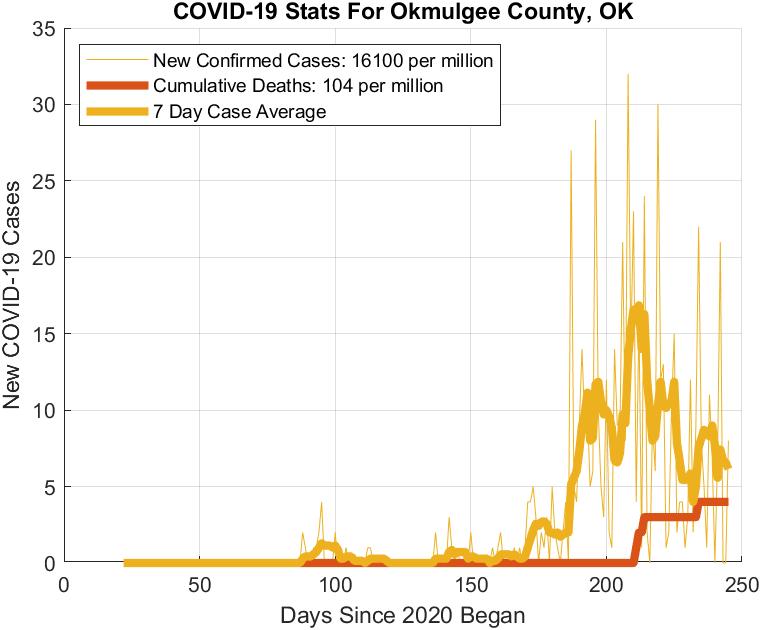 COVID-19 Stats For Okmulgee County, OK
35
30
25
20
15
10
5
0
New COVID-19 Cases
New Confirmed Cases: 16100 per million
Cumulative Deaths: 104 per million
7 Day Case Average
0 50 100 150 200 250
Days Since 2020 Began